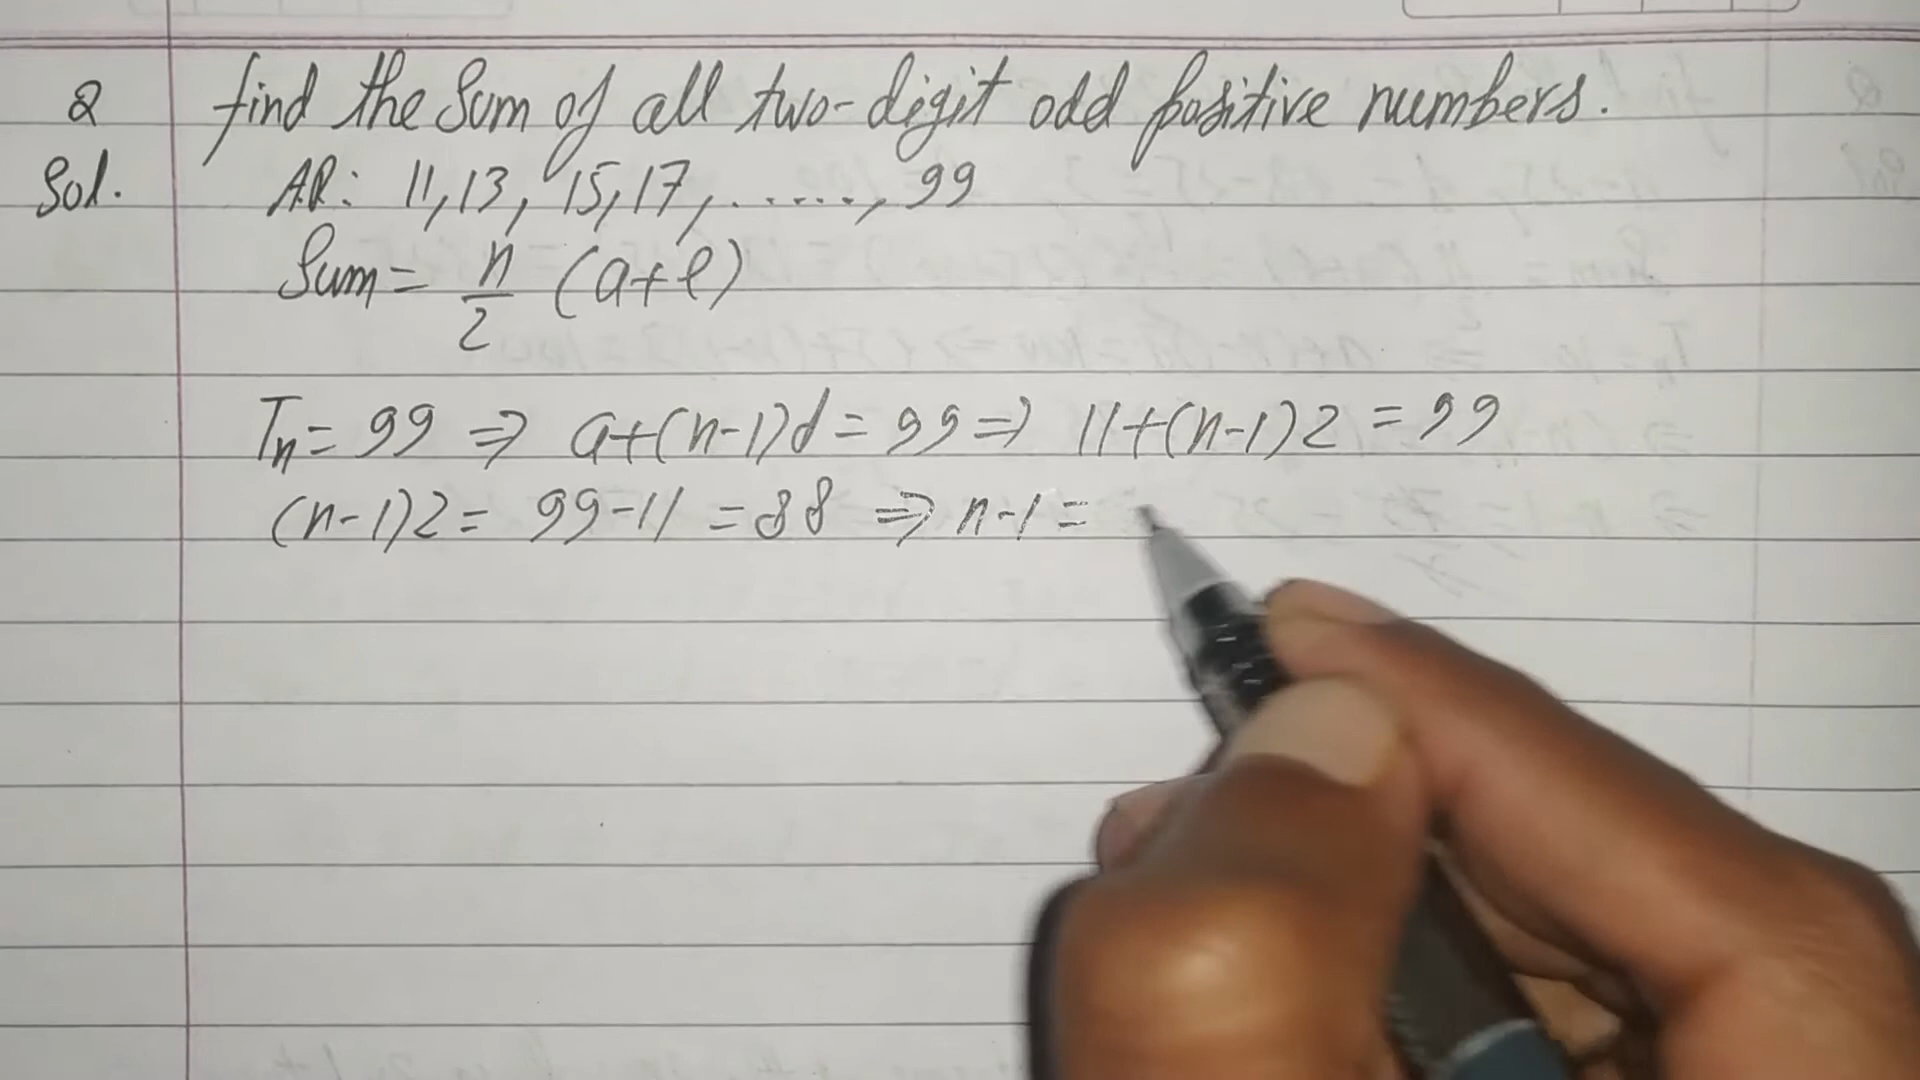 Q find the Sum of all two-digit odd positive numbers.
Sol. A.P.: 11, 13, 15, 17, ......, 99
Sum = n/2 (a+l)
Tn = 99 ⇒ a+(n-1)d = 99 ⇒ 11+(n-1)2 = 99
(n-1)2 = 99-11 = 88 ⇒ n-1 =